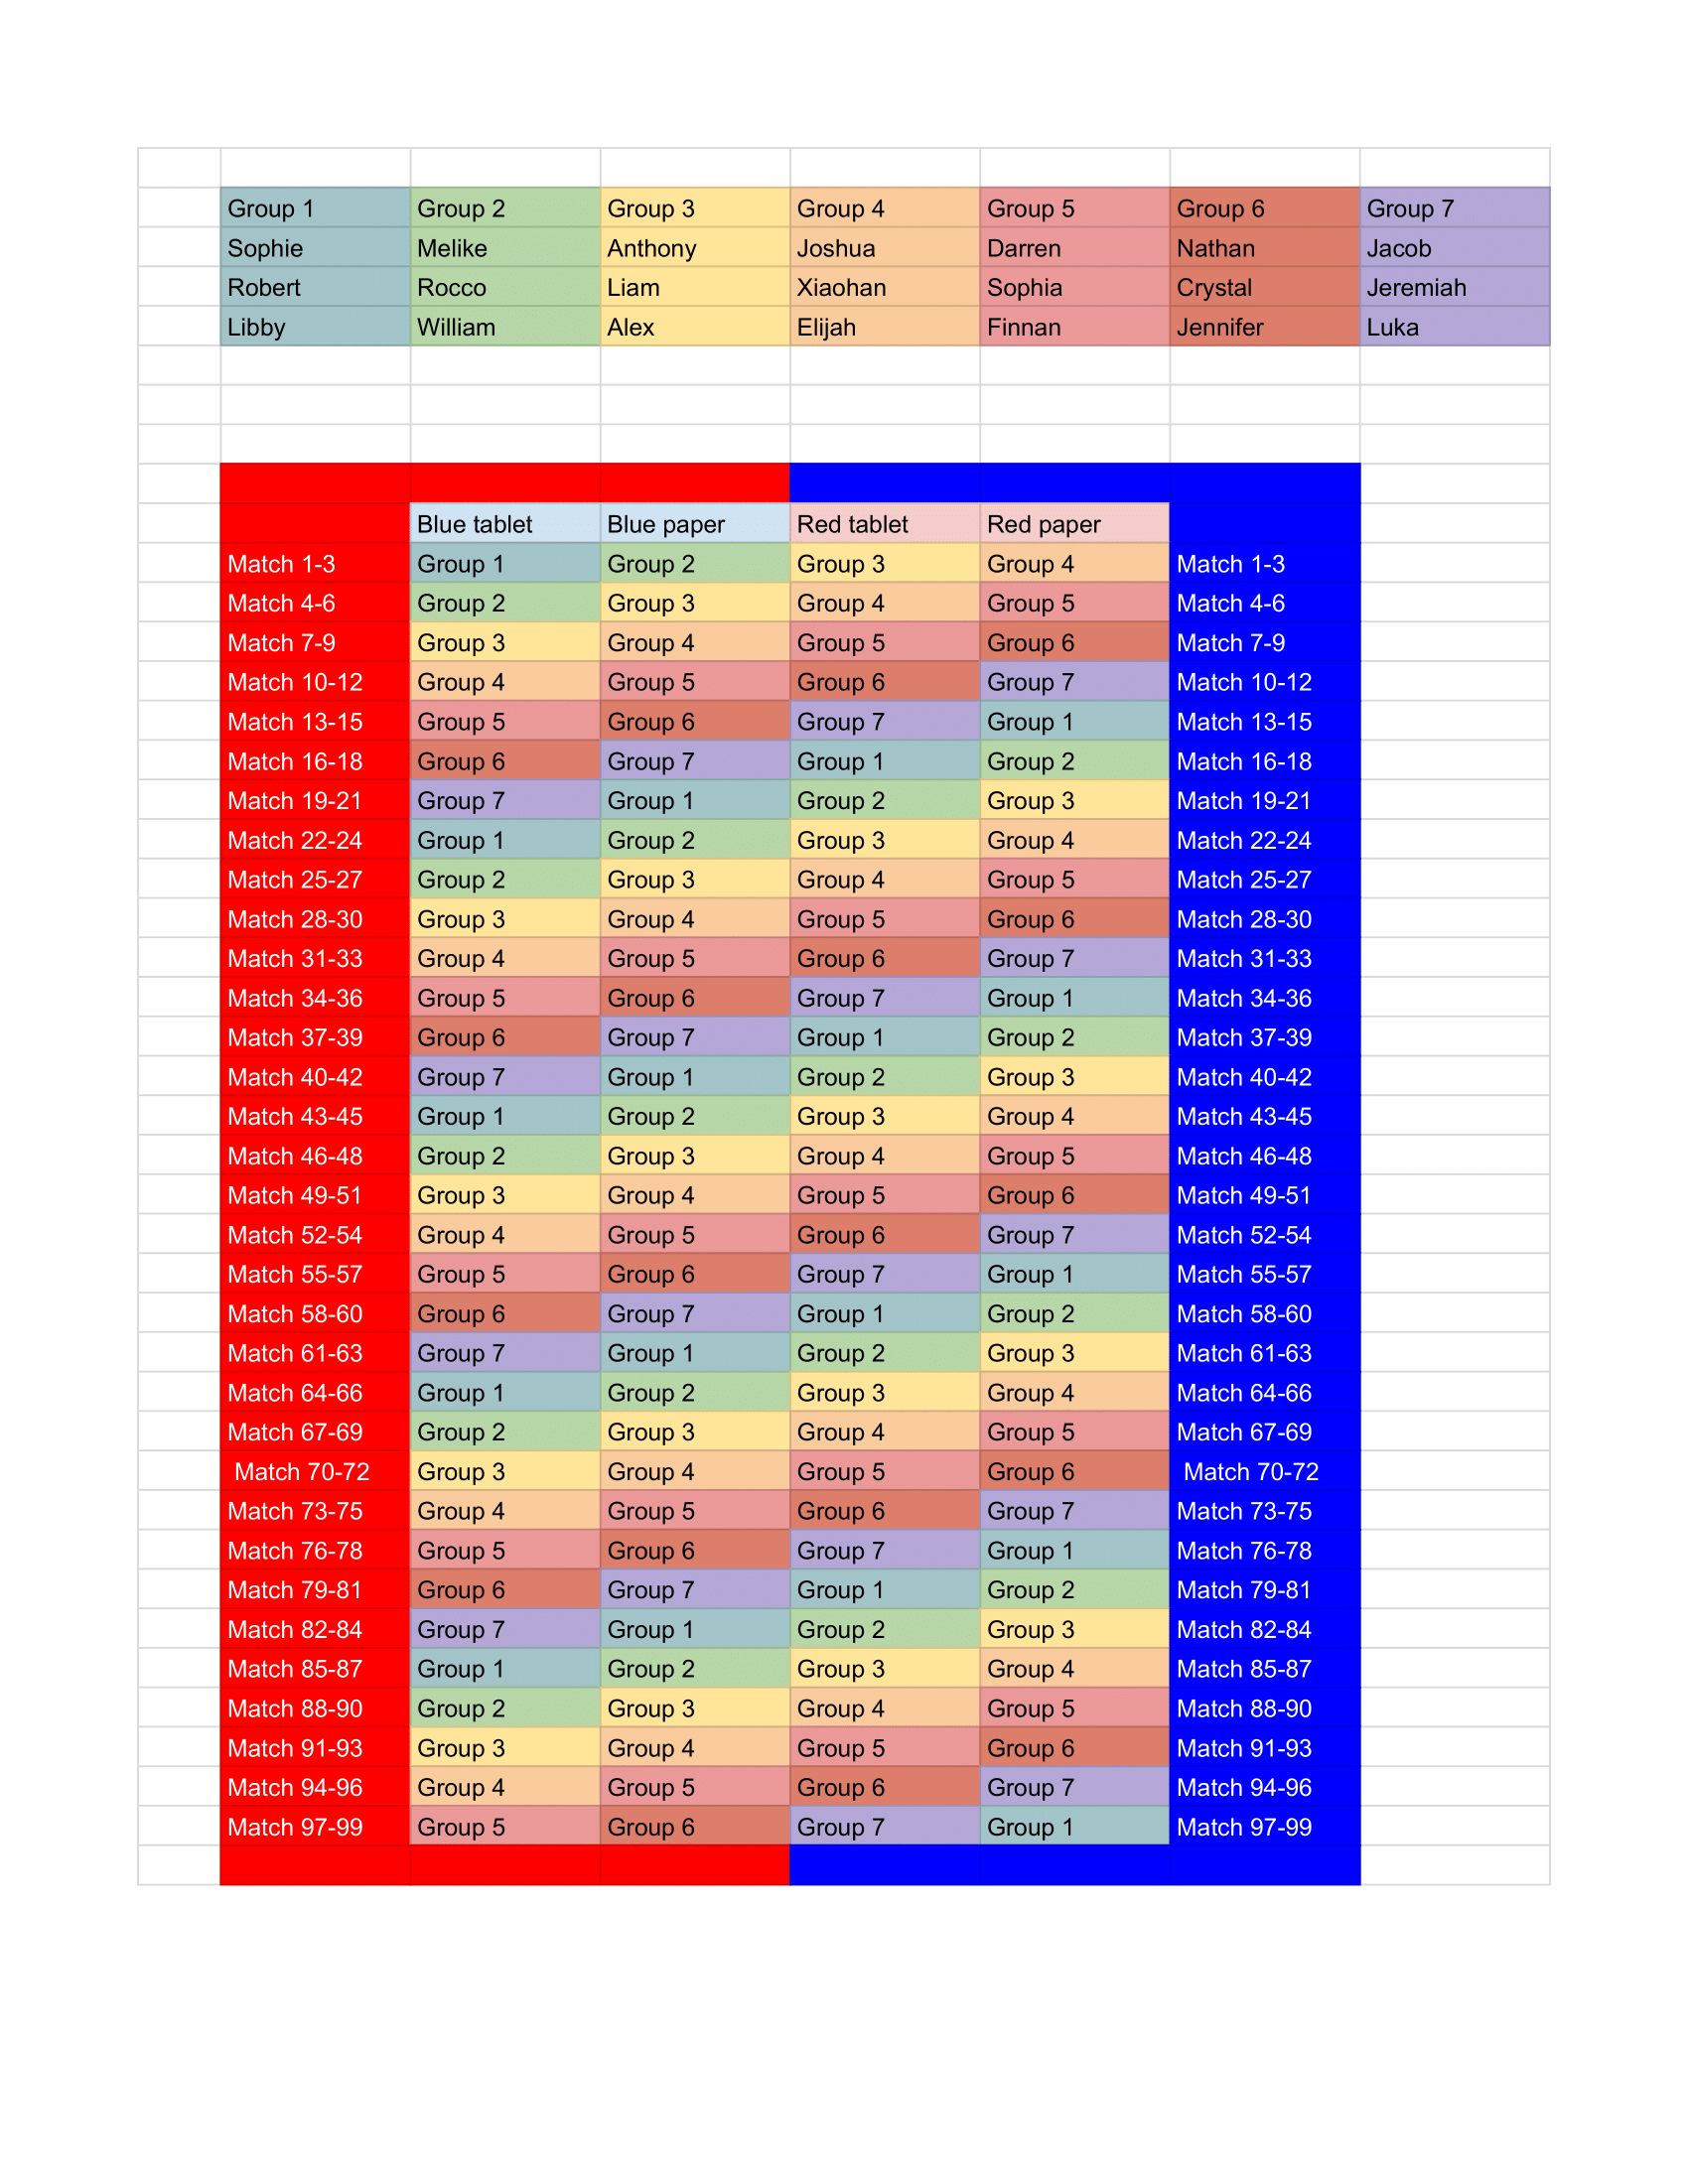 Group 1 Group 2 Group 3 Group 4 Group 5 Group 6 Group 7
Sophie Melike Anthony Joshua Darren Nathan Jacob
Robert Rocco Liam Xiaohan Sophia Crystal Jeremiah
Libby William Alex Elijah Finnan Jennifer Luka
Blue tablet Blue paper Red tablet Red paper
Match 1-3 Group 1 Group 2 Group 3 Group 4 Match 1-3
Match 4-6 Group 2 Group 3 Group 4 Group 5 Match 4-6
Match 7-9 Group 3 Group 4 Group 5 Group 6 Match 7-9
Match 10-12 Group 4 Group 5 Group 6 Group 7 Match 10-12
Match 13-15 Group 5 Group 6 Group 7 Group 1 Match 13-15
Match 16-18 Group 6 Group 7 Group 1 Group 2 Match 16-18
Match 19-21 Group 7 Group 1 Group 2 Group 3 Match 19-21
Match 22-24 Group 1 Group 2 Group 3 Group 4 Match 22-24
Match 25-27 Group 2 Group 3 Group 4 Group 5 Match 25-27
Match 28-30 Group 3 Group 4 Group 5 Group 6 Match 28-30
Match 31-33 Group 4 Group 5 Group 6 Group 7 Match 31-33
Match 34-36 Group 5 Group 6 Group 7 Group 1 Match 34-36
Match 37-39 Group 6 Group 7 Group 1 Group 2 Match 37-39
Match 40-42 Group 7 Group 1 Group 2 Group 3 Match 40-42
Match 43-45 Group 1 Group 2 Group 3 Group 4 Match 43-45
Match 46-48 Group 2 Group 3 Group 4 Group 5 Match 46-48
Match 49-51 Group 3 Group 4 Group 5 Group 6 Match 49-51
Match 52-54 Group 4 Group 5 Group 6 Group 7 Match 52-54
Match 55-57 Group 5 Group 6 Group 7 Group 1 Match 55-57
Match 58-60 Group 6 Group 7 Group 1 Group 2 Match 58-60
Match 61-63 Group 7 Group 1 Group 2 Group 3 Match 61-63
Match 64-66 Group 1 Group 2 Group 3 Group 4 Match 64-66
Match 67-69 Group 2 Group 3 Group 4 Group 5 Match 67-69
Match 70-72 Group 3 Group 4 Group 5 Group 6 Match 70-72
Match 73-75 Group 4 Group 5 Group 6 Group 7 Match 73-75
Match 76-78 Group 5 Group 6 Group 7 Group 1 Match 76-78
Match 79-81 Group 6 Group 7 Group 1 Group 2 Match 79-81
Match 82-84 Group 7 Group 1 Group 2 Group 3 Match 82-84
Match 85-87 Group 1 Group 2 Group 3 Group 4 Match 85-87
Match 88-90 Group 2 Group 3 Group 4 Group 5 Match 88-90
Match 91-93 Group 3 Group 4 Group 5 Group 6 Match 91-93
Match 94-96 Group 4 Group 5 Group 6 Group 7 Match 94-96
Match 97-99 Group 5 Group 6 Group 7 Group 1 Match 97-99